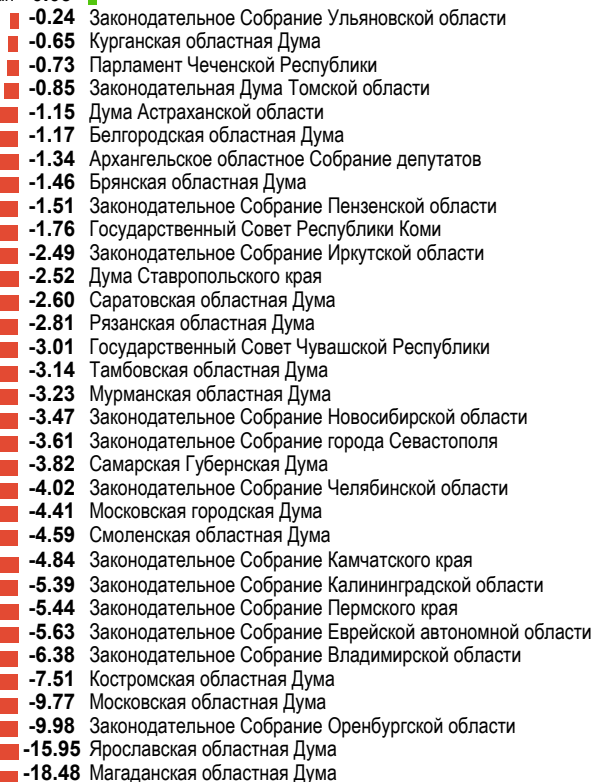 -0.24 Законодательное Собрание Ульяновской области
-0.65 Курганская областная Дума
-0.73 Парламент Чеченской Республики
-0.85 Законодательная Дума Томской области
-1.15 Дума Астраханской области
-1.17 Белгородская областная Дума
-1.34 Архангельское областное Собрание депутатов
-1.46 Брянская областная Дума
-1.51 Законодательное Собрание Пензенской области
-1.76 Государственный Совет Республики Коми
-2.49 Законодательное Собрание Иркутской области
-2.52 Дума Ставропольского края
-2.60 Саратовская областная Дума
-2.81 Рязанская областная Дума
-3.01 Государственный Совет Чувашской Республики
-3.14 Тамбовская областная Дума
-3.23 Мурманская областная Дума
-3.47 Законодательное Собрание Новосибирской области
-3.61 Законодательное Собрание города Севастополя
-3.82 Самарская Губернская Дума
-4.02 Законодательное Собрание Челябинской области
-4.41 Московская городская Дума
-4.59 Смоленская областная Дума
-4.84 Законодательное Собрание Камчатского края
-5.39 Законодательное Собрание Калининградской области
-5.44 Законодательное Собрание Пермского края
-5.63 Законодательное Собрание Еврейской автономной области
-6.38 Законодательное Собрание Владимирской области
-7.51 Костромская областная Дума
-9.77 Московская областная Дума
-9.98 Законодательное Собрание Оренбургской области
-15.95 Ярославская областная Дума
-18.48 Магаданская областная Дума